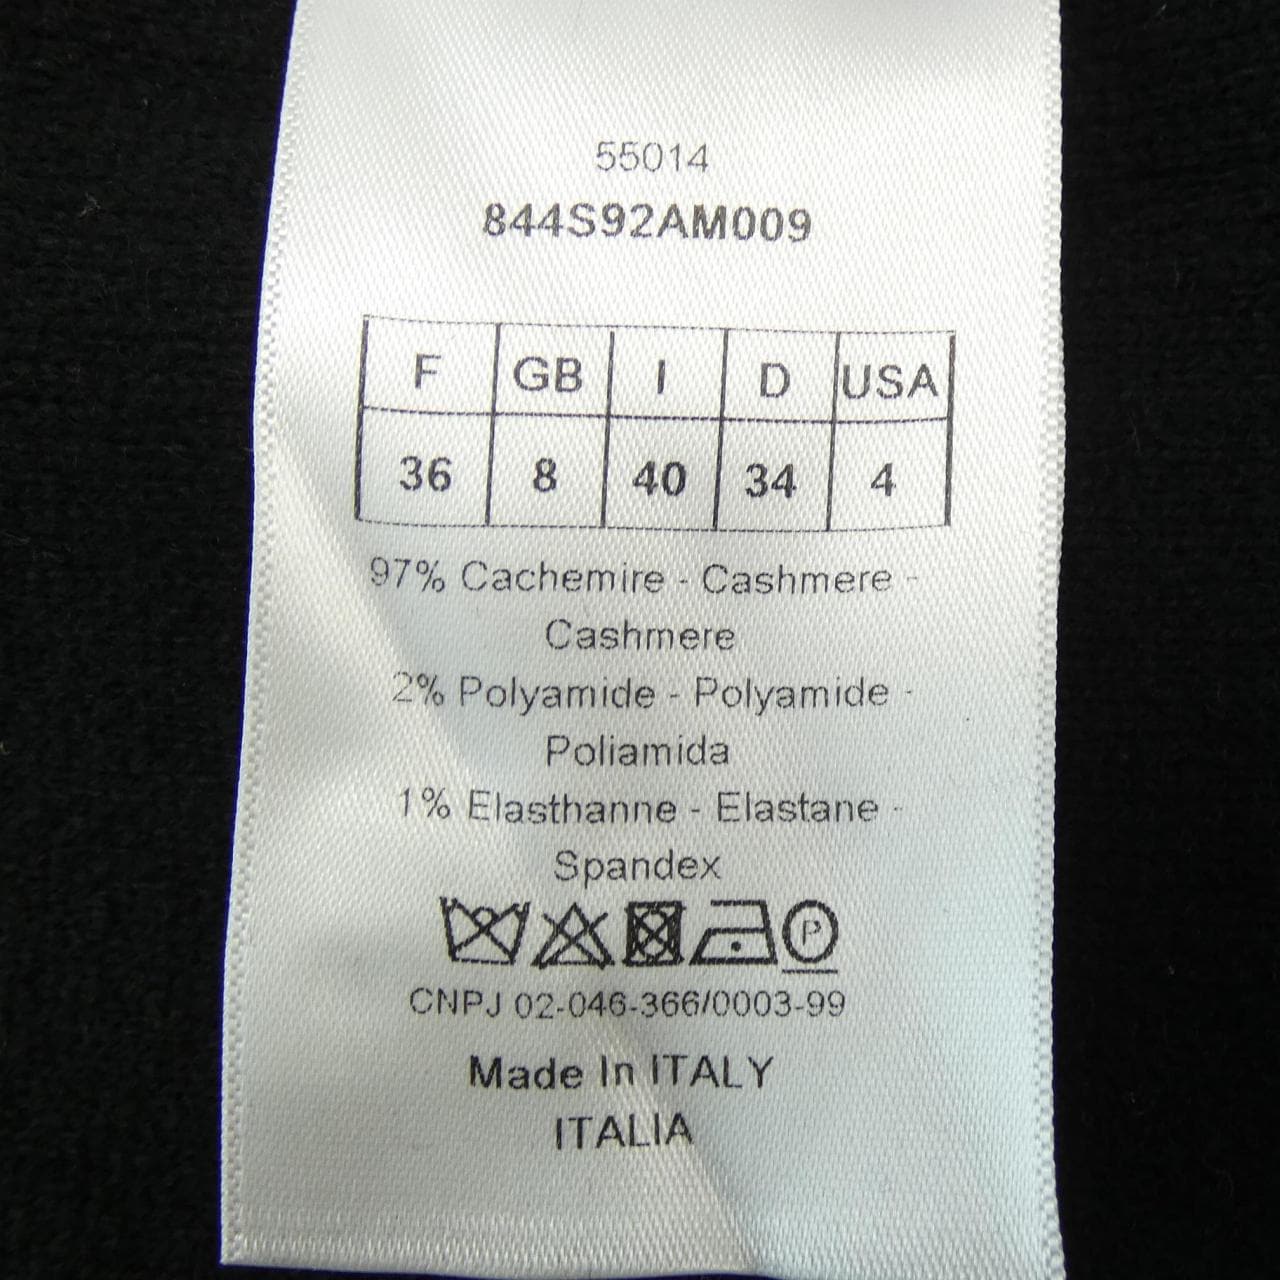 55014
844S92AM009
F GB I D USA
36 8 40 34 4
97% Cachemire - Cashmere -
Cashmere
2% Polyamide - Polyamide -
Poliamida
1% Elasthanne - Elastane -
Spandex
P
CNPJ 02-046-366/0003-99
Made In ITALY
ITALIA